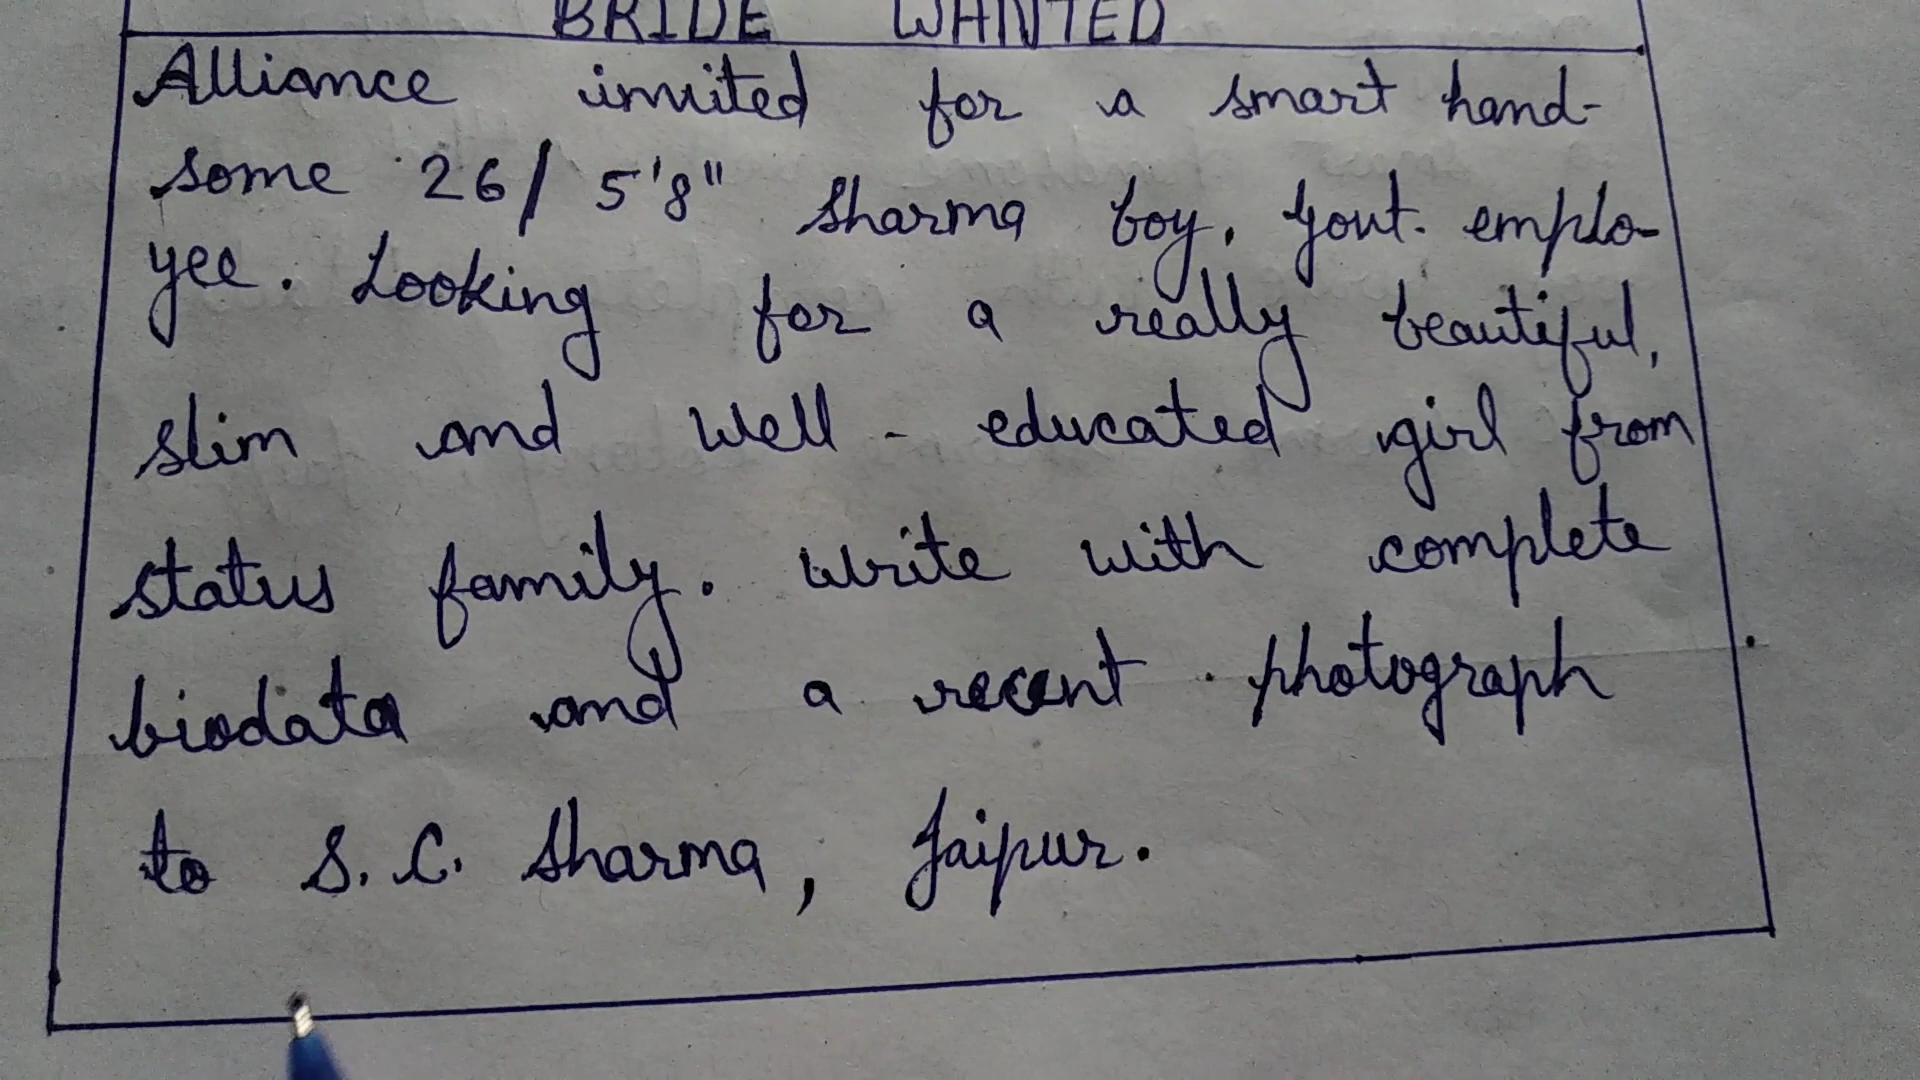 BRIDE WANTED
Alliance invited for a smart hand-
some 26/ 5'8" Sharma boy. Govt. emplo-
yee. Looking for a really beautiful,
slim and well - educated girl from
status family. Write with complete
biodata and a recent photograph
to S. C. Sharma, Jaipur.